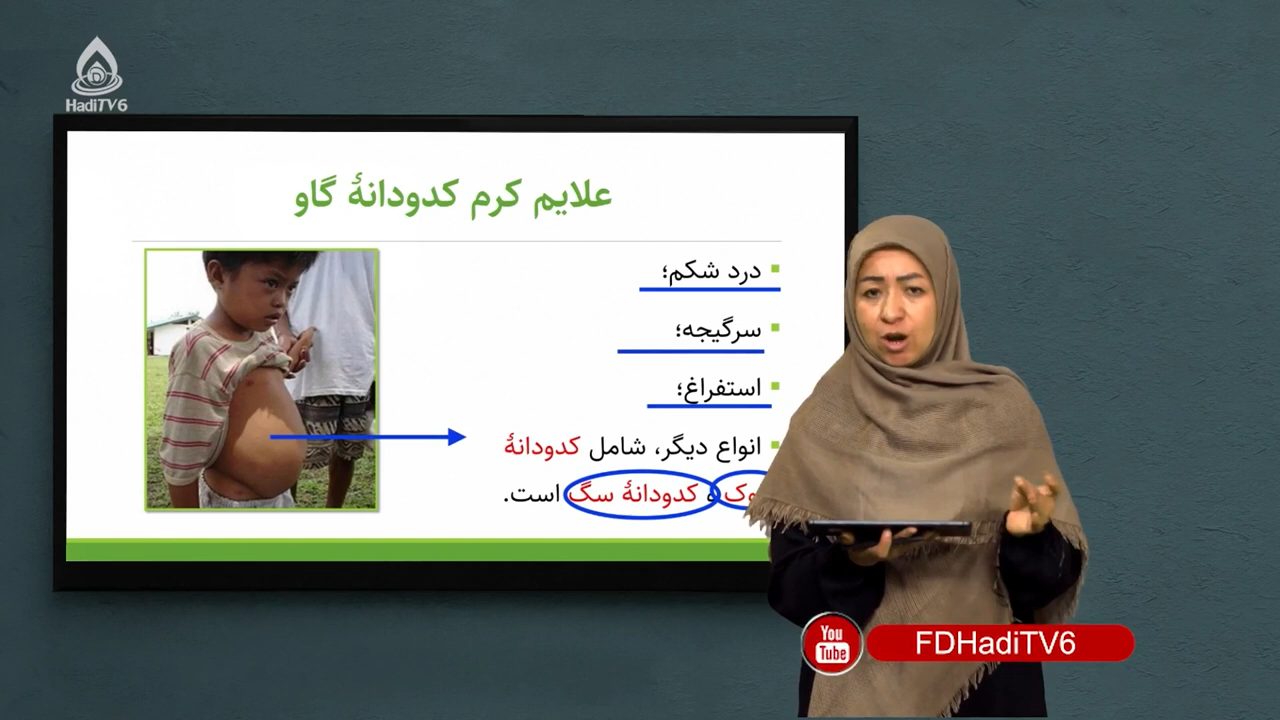 HadiTV6
علایم کرم کدودانهٔ گاو
درد شکم؛
سرگیجه؛
استفراغ؛
انواع دیگر، شامل کدودانهٔ
و کدودانهٔ سگ است.
You
Tube
FDHadiTV6